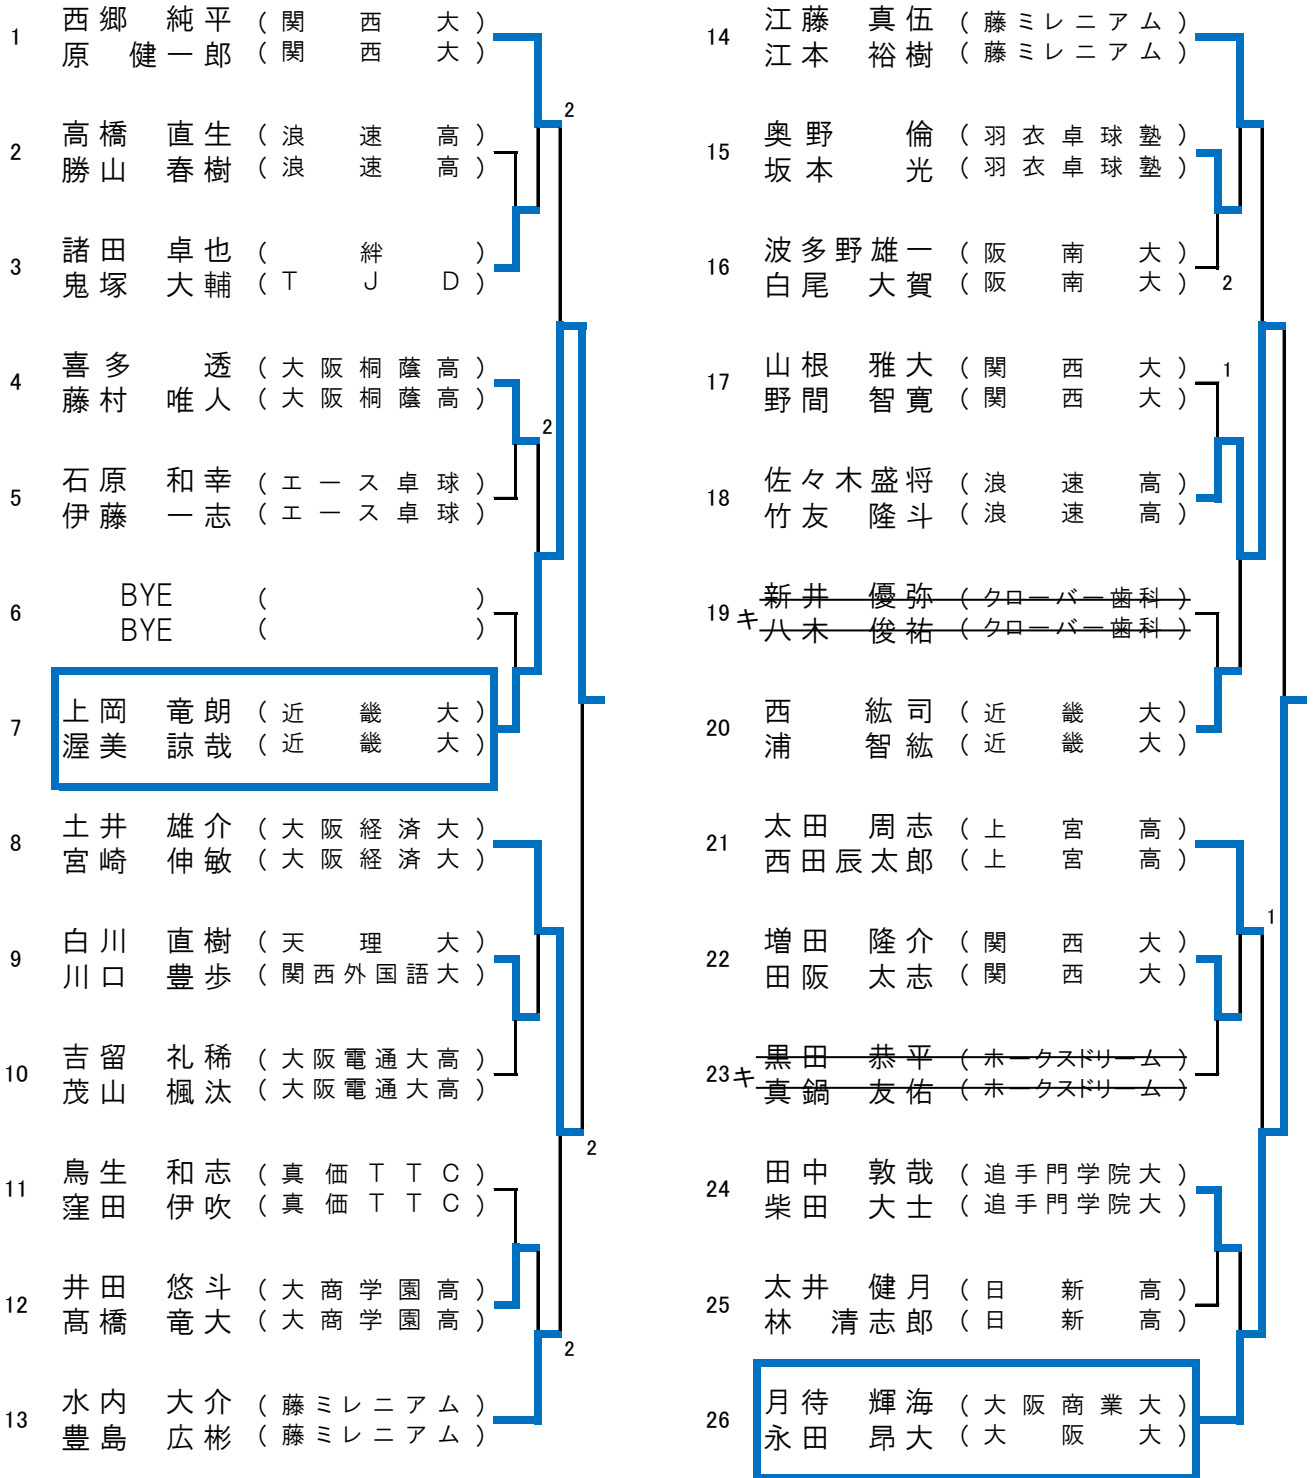 1 西郷 純平 (関西大)
原 健一郎 (関西大)
2
2 高橋 直生 (浪速高)
勝山 春樹 (浪速高)
3 諸田 卓也 (絆)
鬼塚 大輔 (TJD)
4 喜多 透 (大阪桐蔭高)
藤村 唯人 (大阪桐蔭高)
2
5 石原 和幸 (エース卓球)
伊藤 一志 (エース卓球)
6 BYE ( )
BYE ( )
7 上岡 竜朗 (近畿大)
渥美 諒哉 (近畿大)
8 土井 雄介 (大阪経済大)
宮崎 伸敏 (大阪経済大)
9 白川 直樹 (天理大)
川口 豊歩 (関西外国語大)
10 吉留 礼稀 (大阪電通大高)
茂山 楓汰 (大阪電通大高)
2
11 鳥生 和志 (真価TTC)
窪田 伊吹 (真価TTC)
12 井田 悠斗 (大商学園高)
髙橋 竜大 (大商学園高)
2
13 水内 大介 (藤ミレニアム)
豊島 広彬 (藤ミレニアム)
14 江藤 真伍 (藤ミレニアム)
江本 裕樹 (藤ミレニアム)
15 奥野 倫 (羽衣卓球塾)
坂本 光 (羽衣卓球塾)
16 波多野雄一 (阪南大)
白尾 大賀 (阪南大)
2
17 山根 雅大 (関西大)
野間 智寛 (関西大)
1
18 佐々木盛将 (浪速高)
竹友 隆斗 (浪速高)
19 キ 新井 優弥 (クローバー歯科)
八木 俊祐 (クローバー歯科)
20 西 紘司 (近畿大)
浦 智紘 (近畿大)
21 太田 周志 (上宮高)
西田辰太郎 (上宮高)
1
22 増田 隆介 (関西大)
田阪 太志 (関西大)
23 キ 黒田 恭平 (ホークスドリーム)
真鍋 友佑 (ホークスドリーム)
24 田中 敦哉 (追手門学院大)
柴田 大士 (追手門学院大)
25 太井 健月 (日新高)
林 清志郎 (日新高)
26 月待 輝海 (大阪商業大)
永田 昂大 (大阪大)